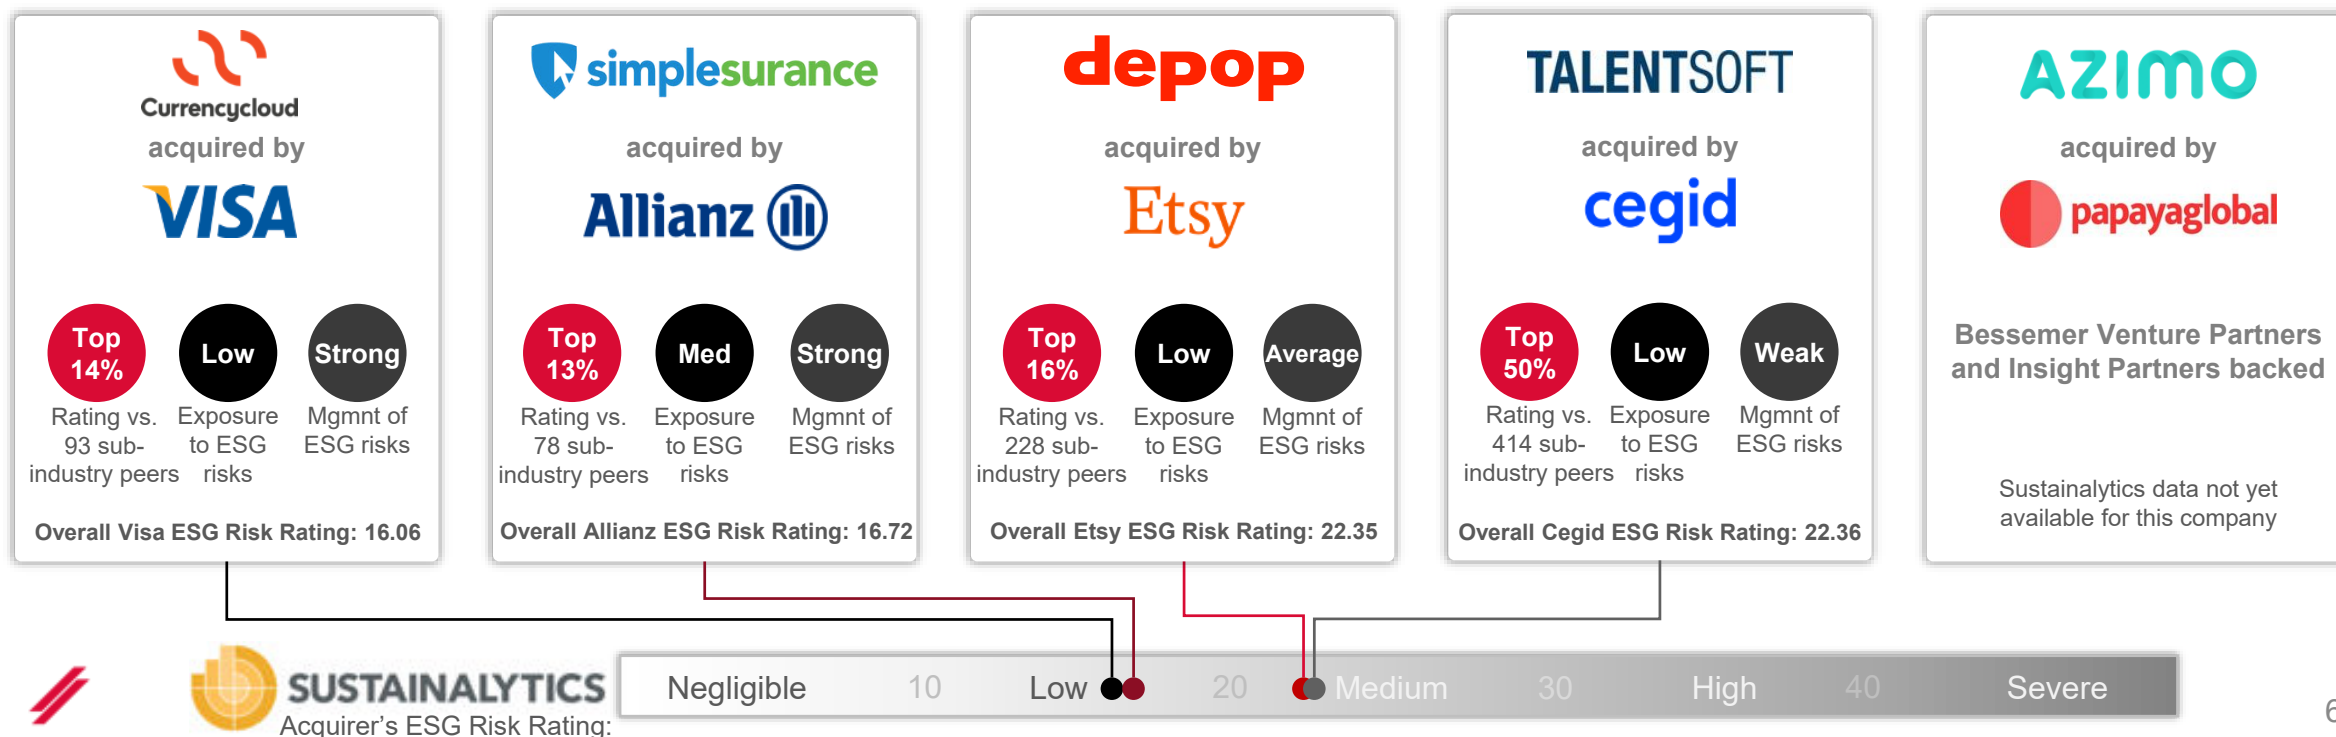 Currencycloud
acquired by
VISA
Top
14%
Low
Strong
Rating vs.
93 sub-
industry peers
Exposure
to ESG
risks
Mgmnt of
ESG risks
Overall Visa ESG Risk Rating: 16.06
simplesurance
acquired by
Allianz
Top
13%
Med
Strong
Rating vs.
78 sub-
industry peers
Exposure
to ESG
risks
Mgmnt of
ESG risks
Overall Allianz ESG Risk Rating: 16.72
depop
acquired by
Etsy
Top
16%
Low
Average
Rating vs.
228 sub-
industry peers
Exposure
to ESG
risks
Mgmnt of
ESG risks
Overall Etsy ESG Risk Rating: 22.35
TALENTSOFT
acquired by
cegid
Top
50%
Low
Weak
Rating vs.
414 sub-
industry peers
Exposure
to ESG
risks
Mgmnt of
ESG risks
Overall Cegid ESG Risk Rating: 22.36
AZIMO
acquired by
papayaglobal
Bessemer Venture Partners
and Insight Partners backed
Sustainalytics data not yet
available for this company
SUSTAINALYTICS
Acquirer's ESG Risk Rating:
Negligible 10 Low 20 Medium 30 High 40 Severe
6